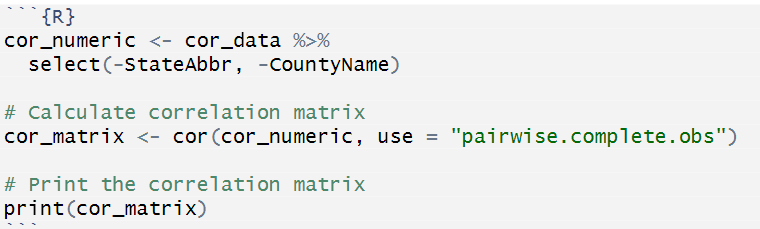 ```{R}
cor_numeric <- cor_data %>%
  select(-StateAbbr, -CountyName)

# Calculate correlation matrix
cor_matrix <- cor(cor_numeric, use = "pairwise.complete.obs")

# Print the correlation matrix
print(cor_matrix)
```